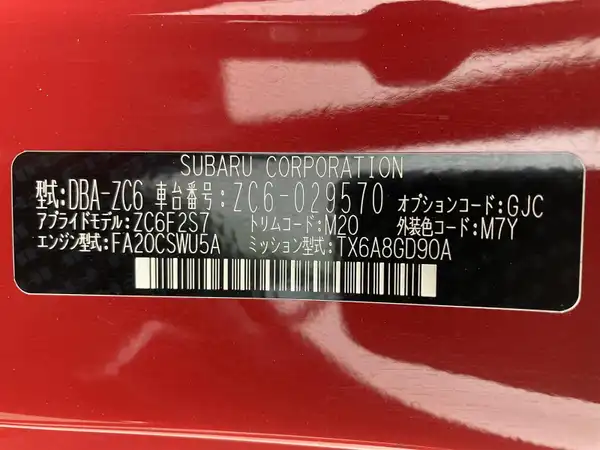 SUBARU CORPORATION
型式:DBA-ZC6 車台番号:ZC6-029570 オプションコード:GJC
アプライドモデル:ZC6F2S7 トリムコード:M20 外装色コード:M7Y
エンジン型式:FA20CSWU5A ミッション型式:TX6A8GD90A